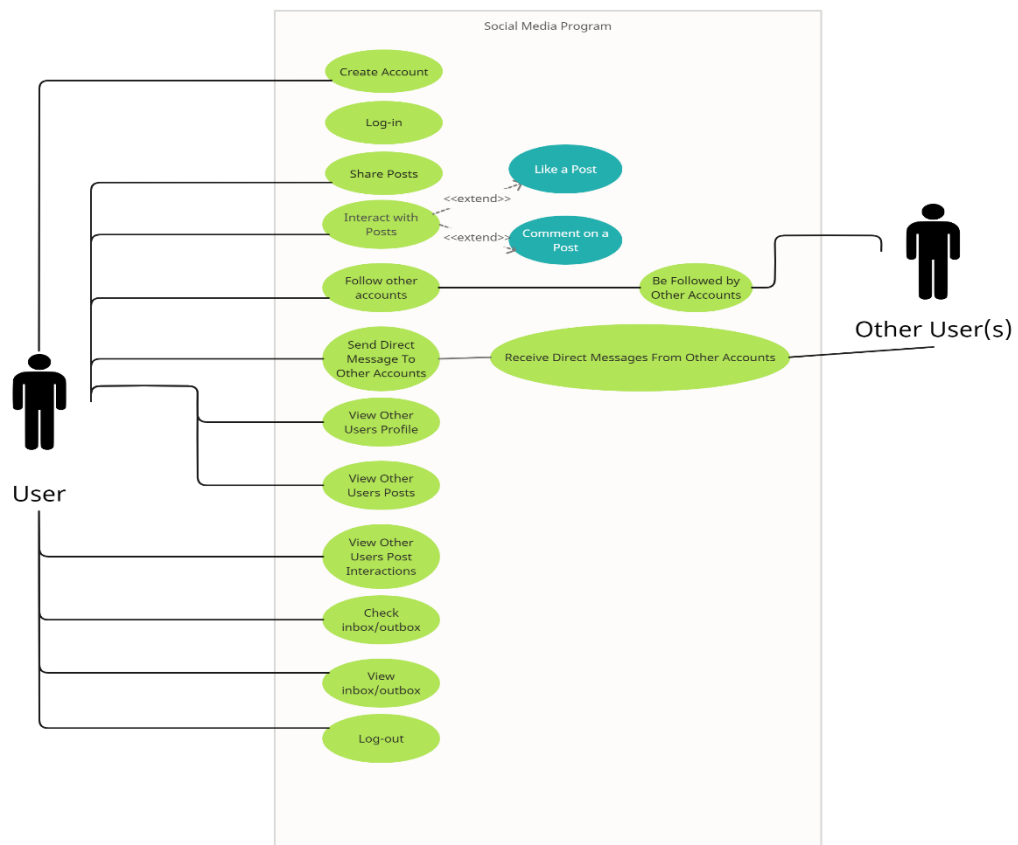 Social Media Program
Create Account
Log-in
Share Posts
Like a Post
<<extend>>
Interact with
Posts
<<extend>>
Comment on a
Post
Follow other
accounts
Be Followed by
Other Accounts
Other User(s)
Send Direct
Message To
Other Accounts
Receive Direct Messages From Other Accounts
View Other
Users Profile
View Other
Users Posts
User
View Other
Users Post
Interactions
Check
inbox/outbox
View
inbox/outbox
Log-out